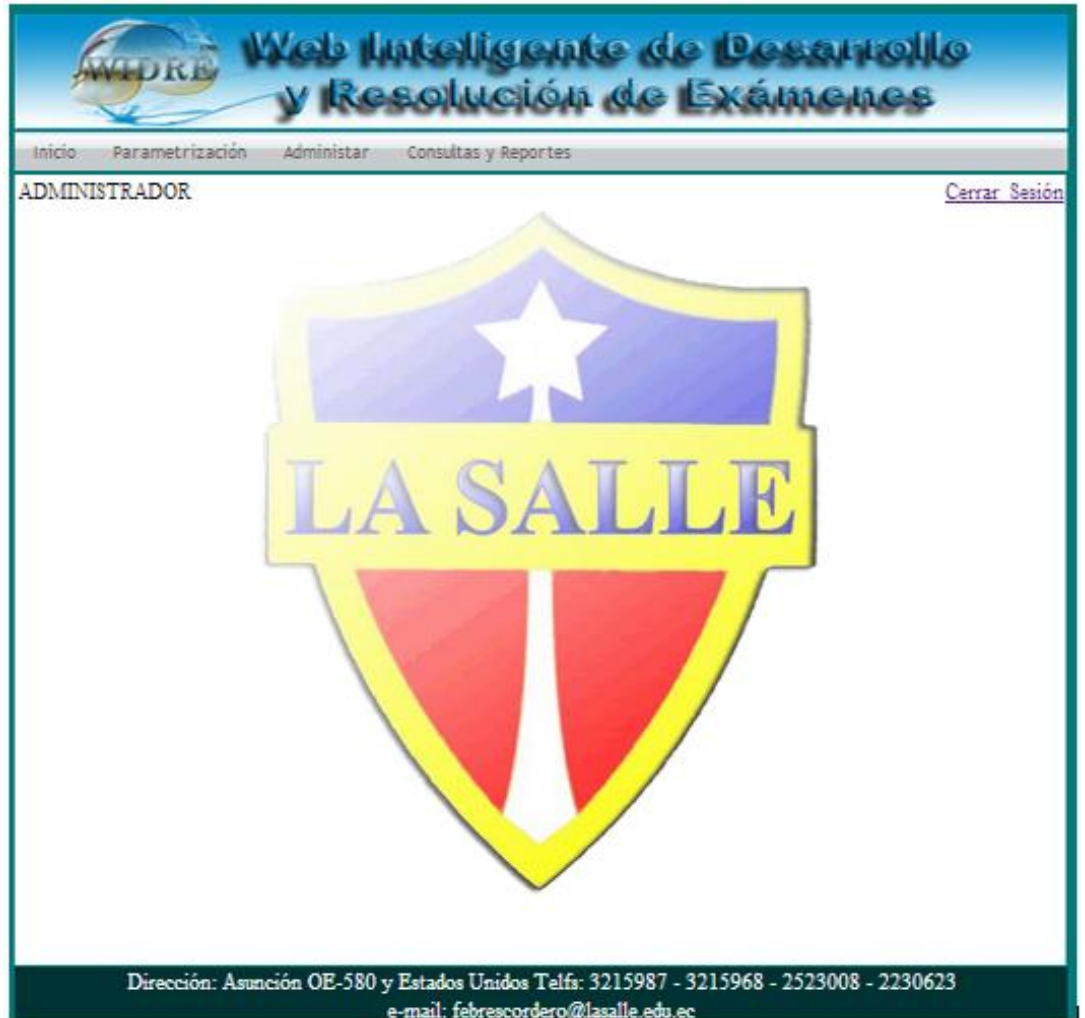 WIDRE
Web Inteligente de Desarrollo
y Resolución de Exámenes
Inicio Parametrización Administar Consultas y Reportes
ADMINISTRADOR Cerrar Sesión
LA SALLE
Dirección: Asunción OE-580 y Estados Unidos Telfs: 3215987 - 3215968 - 2523008 - 2230623
e-mail: febrescordero@lasalle.edu.ec